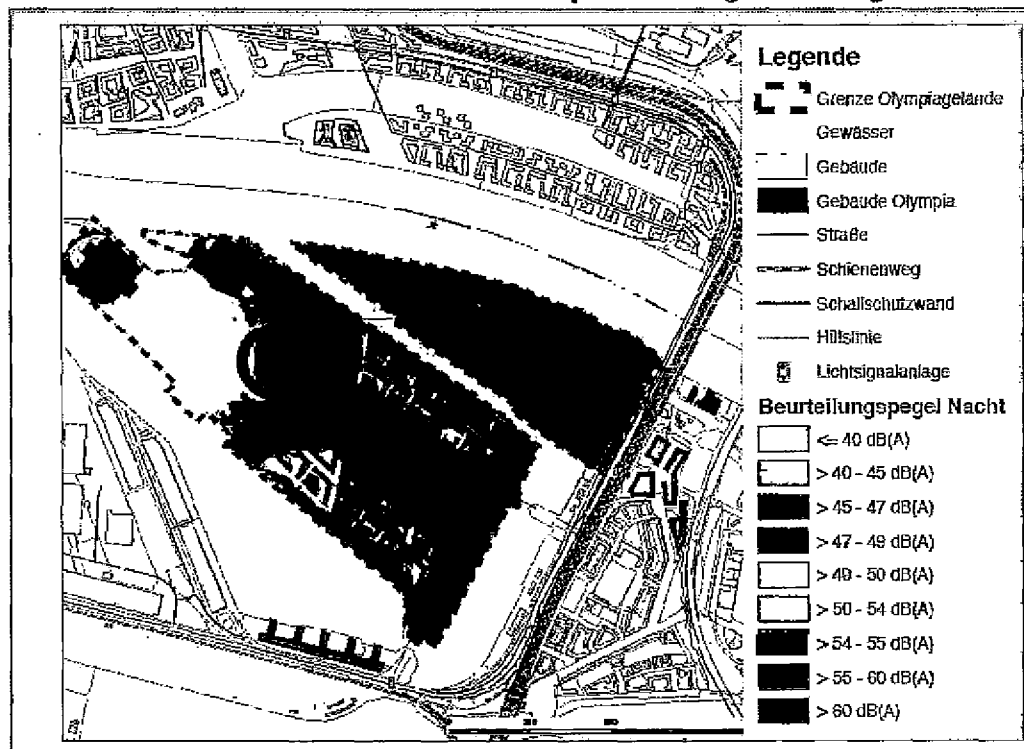 Legende
Grenze Olympiagelände
Gewässer
Gebäude
Gebäude Olympia
Straße
Schienenweg
Schallschutzwand
Hilfslinie
Lichtsignalanlage
Beurteilungspegel Nacht
<= 40 dB(A)
> 40 - 45 dB(A)
> 45 - 47 dB(A)
> 47 - 49 dB(A)
> 49 - 50 dB(A)
> 50 - 54 dB(A)
> 54 - 55 dB(A)
> 55 - 60 dB(A)
> 60 dB(A)